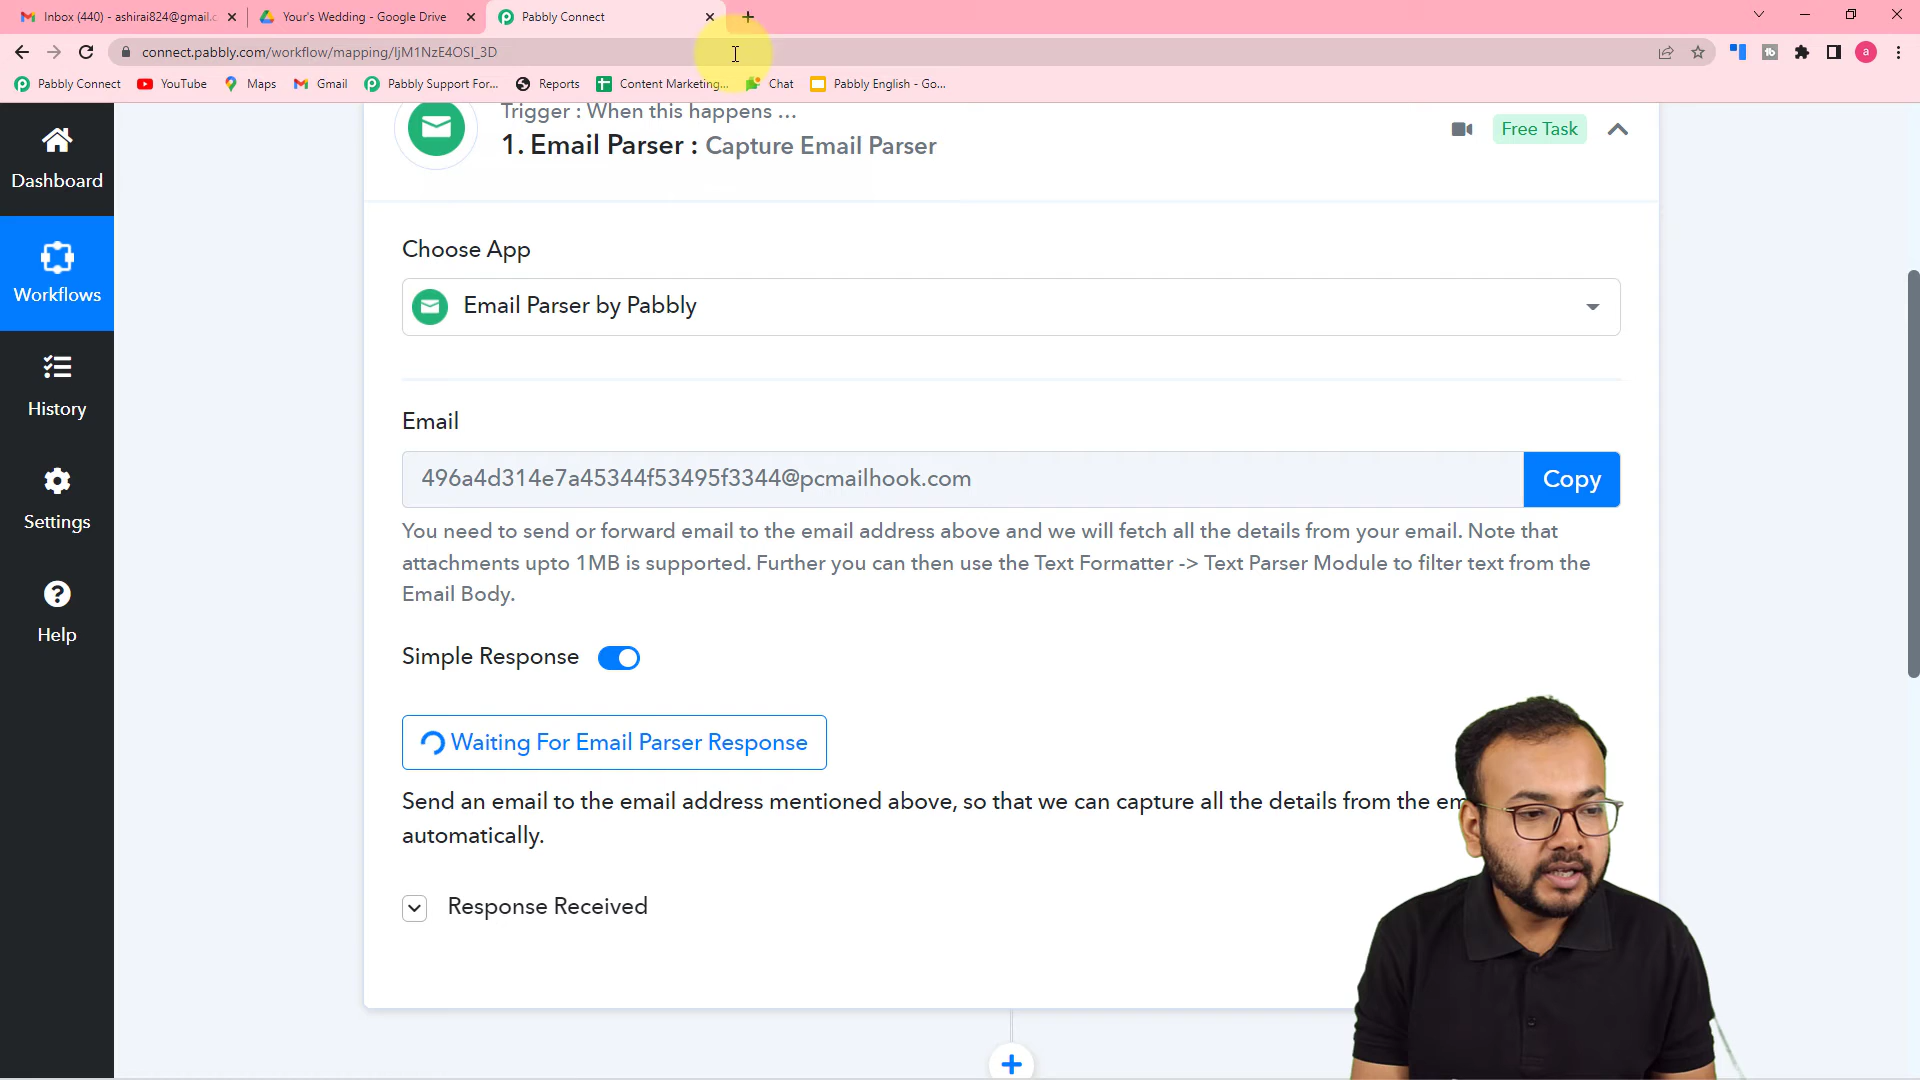 Inbox (440) - ashirai824@gmail.c
Your's Wedding - Google Drive
Pabbly Connect
connect.pabbly.com/workflow/mapping/IjM1NzE4OSI_3D
Pabbly Connect
YouTube
Maps
Gmail
Pabbly Support For...
Reports
Content Marketing...
Chat
Pabbly English - Go...
a
Dashboard
Workflows
History
Settings
Help
Trigger : When this happens ...
1. Email Parser : Capture Email Parser
Free Task
Choose App
Email Parser by Pabbly
Email
496a4d314e7a45344f53495f3344@pcmailhook.com
Copy
You need to send or forward email to the email address above and we will fetch all the details from your email. Note that
attachments upto 1MB is supported. Further you can then use the Text Formatter -> Text Parser Module to filter text from the
Email Body.
Simple Response
Waiting For Email Parser Response
Send an email to the email address mentioned above, so that we can capture all the details from the em
automatically.
Response Received